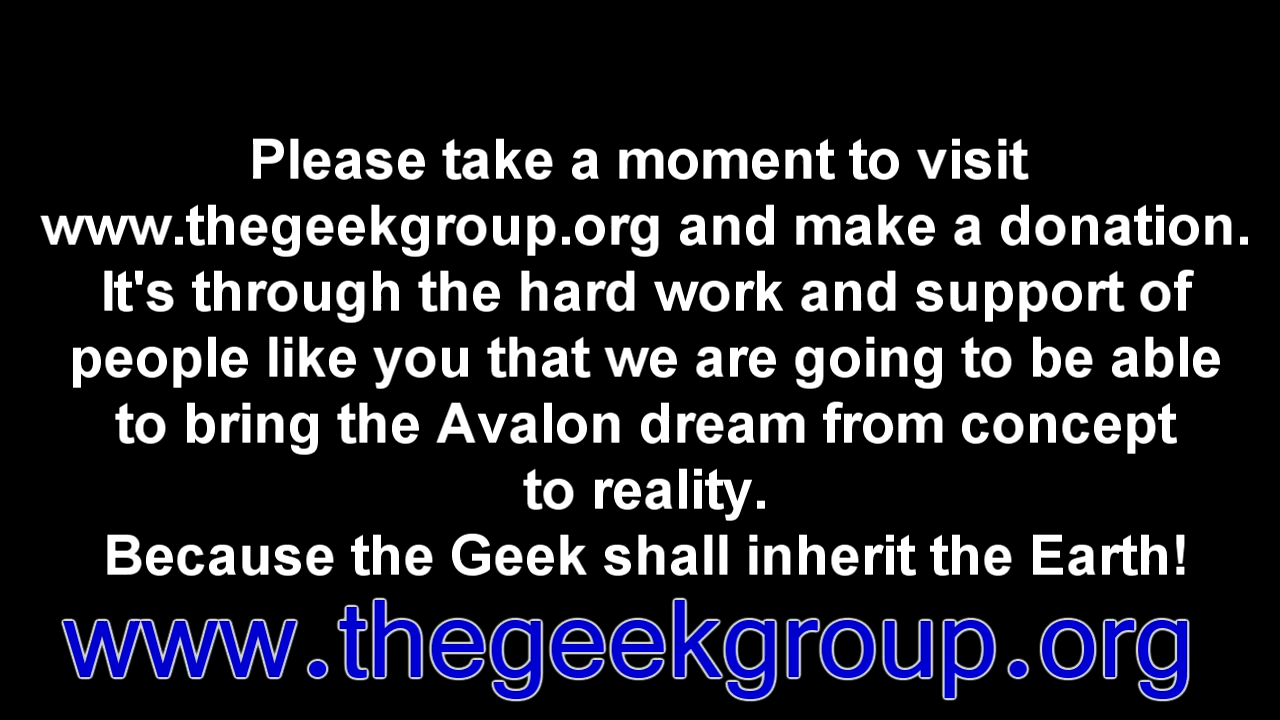 Please take a moment to visit
www.thegeekgroup.org and make a donation.
It's through the hard work and support of
people like you that we are going to be able
to bring the Avalon dream from concept
to reality.
Because the Geek shall inherit the Earth!
www.thegeekgroup.org